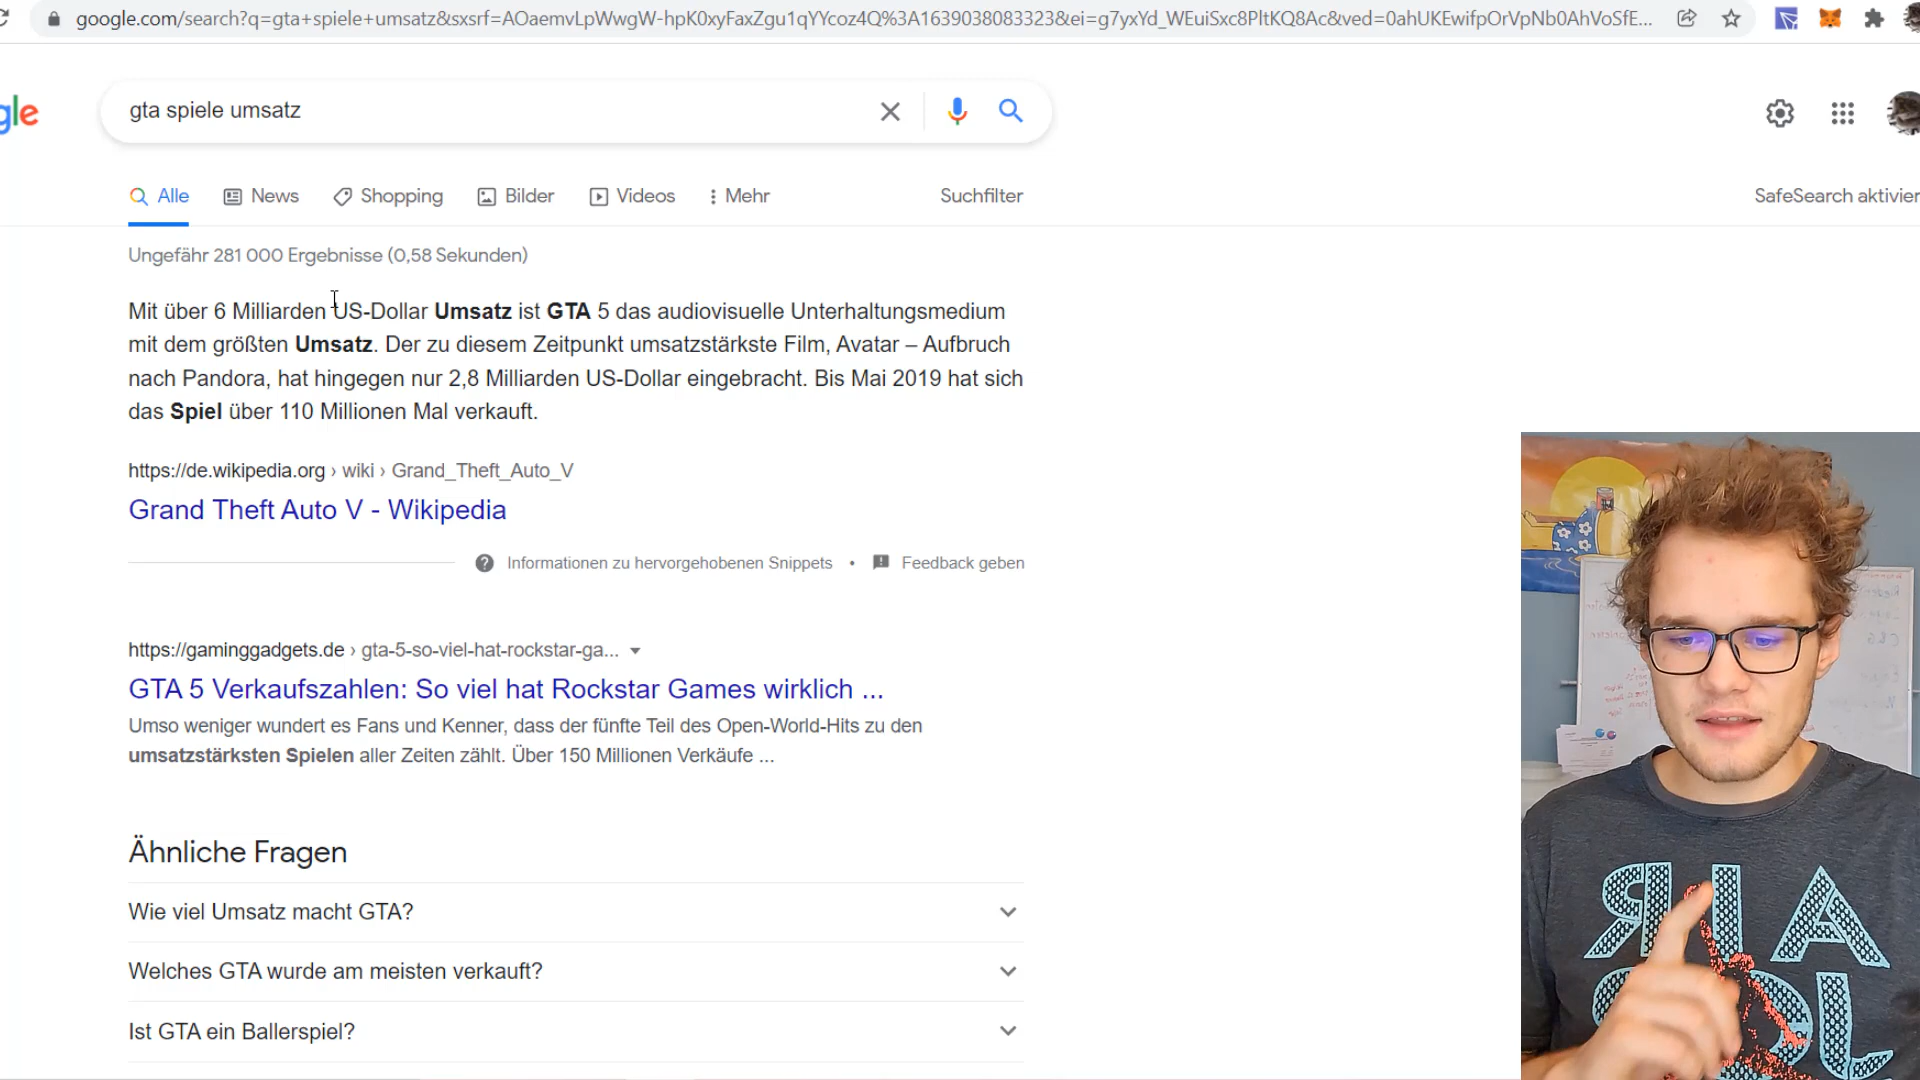 google.com/search?q=gta+spiele+umsatz&sxsrf=AOaemvLpWwgW-hpK0xyFaxZgu1qYYcoz4Q%3A1639038083323&ei=g7yxYd_WEuiSxc8PltKQ8Ac&ved=0ahUKEwifpOrVpNb0AhVoSfE...
gle
gta spiele umsatz
Alle News Shopping Bilder Videos Mehr Suchfilter SafeSearch aktivier
Ungefähr 281 000 Ergebnisse (0,58 Sekunden)
Mit über 6 Milliarden US-Dollar Umsatz ist GTA 5 das audiovisuelle Unterhaltungsmedium
mit dem größten Umsatz. Der zu diesem Zeitpunkt umsatzstärkste Film, Avatar – Aufbruch
nach Pandora, hat hingegen nur 2,8 Milliarden US-Dollar eingebracht. Bis Mai 2019 hat sich
das Spiel über 110 Millionen Mal verkauft.
https://de.wikipedia.org › wiki › Grand_Theft_Auto_V
Grand Theft Auto V - Wikipedia
Informationen zu hervorgehobenen Snippets • Feedback geben
https://gaminggadgets.de › gta-5-so-viel-hat-rockstar-ga...
GTA 5 Verkaufszahlen: So viel hat Rockstar Games wirklich ...
Umso weniger wundert es Fans und Kenner, dass der fünfte Teil des Open-World-Hits zu den
umsatzstärksten Spielen aller Zeiten zählt. Über 150 Millionen Verkäufe ...
Ähnliche Fragen
Wie viel Umsatz macht GTA?
Welches GTA wurde am meisten verkauft?
Ist GTA ein Ballerspiel?